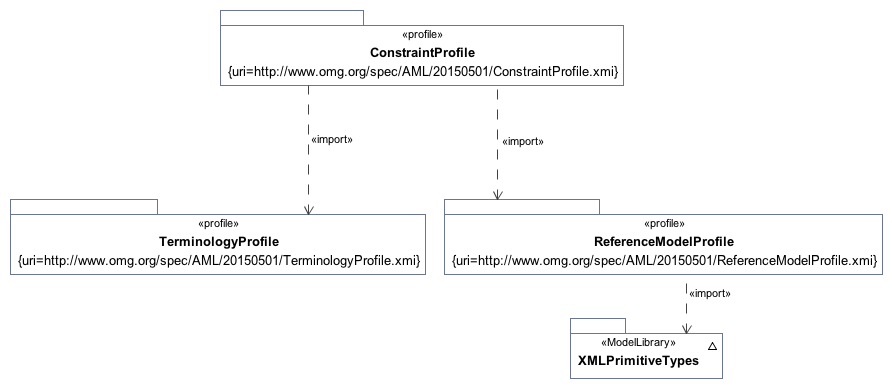 «profile»
ConstraintProfile
{uri=http://www.omg.org/spec/AML/20150501/ConstraintProfile.xmi}
«import»
«import»
«profile»
TerminologyProfile
{uri=http://www.omg.org/spec/AML/20150501/TerminologyProfile.xmi}
«profile»
ReferenceModelProfile
{uri=http://www.omg.org/spec/AML/20150501/ReferenceModelProfile.xmi}
«import»
«ModelLibrary»
XMLPrimitiveTypes